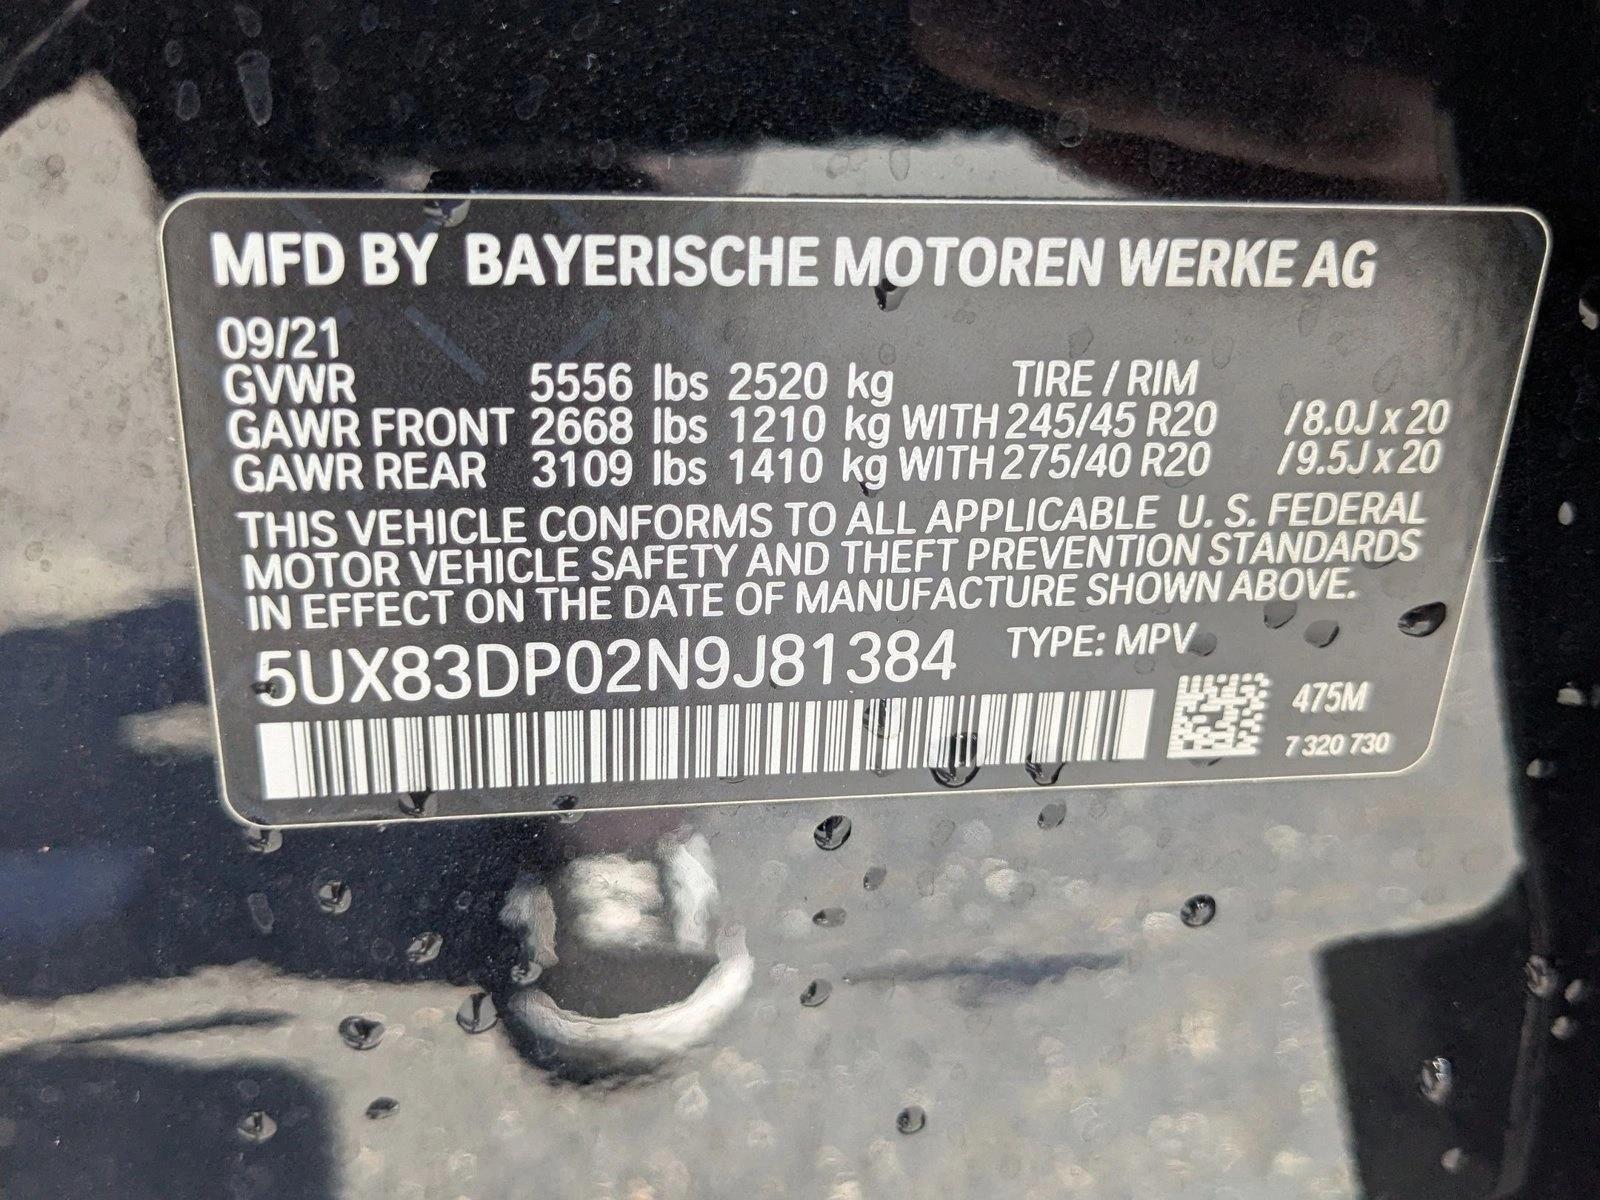 MFD BY BAYERISCHE MOTOREN WERKE AG
09/21
GVWR 5556 lbs 2520 kg TIRE / RIM
GAWR FRONT 2668 lbs 1210 kg WITH 245/45 R20 /8.0J x 20
GAWR REAR 3109 lbs 1410 kg WITH 275/40 R20 /9.5J x 20
THIS VEHICLE CONFORMS TO ALL APPLICABLE U. S. FEDERAL
MOTOR VEHICLE SAFETY AND THEFT PREVENTION STANDARDS
IN EFFECT ON THE DATE OF MANUFACTURE SHOWN ABOVE.
5UX83DP02N9J81384 TYPE: MPV
475M
7 320 730